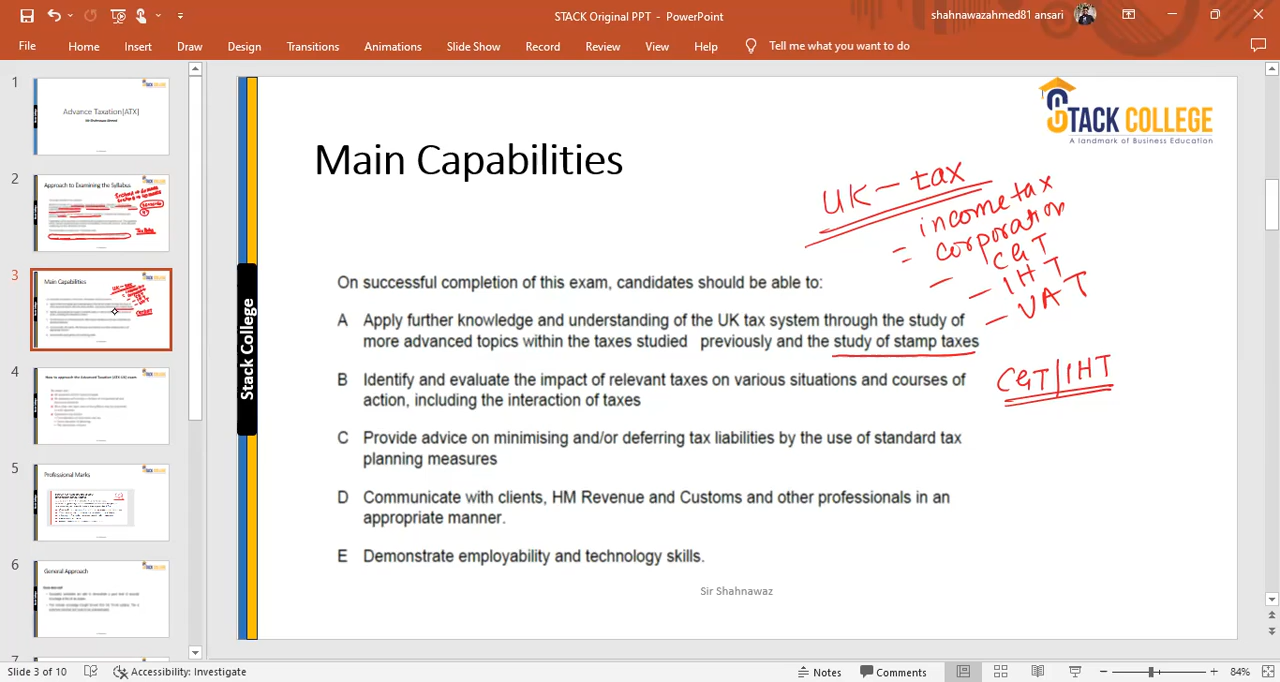 STACK Original PPT - PowerPoint
shahnawazahmed81 ansari
File Home Insert Draw Design Transitions Animations Slide Show Record Review View Help Tell me what you want to do
1
Advance Taxation[ATX]
2
Approach to Examining the Syllabus
3
Main Capabilities
4
How to approach the Advanced Taxation (ATX-UK) exam
5
Professional Marks
6
General Approach
7
STACK COLLEGE
A landmark of Business Education
Main Capabilities
UK - tax
= income tax
corporation
- CGT
- IHT
- VAT
On successful completion of this exam, candidates should be able to:
A Apply further knowledge and understanding of the UK tax system through the study of
more advanced topics within the taxes studied previously and the study of stamp taxes
CGT/IHT
B Identify and evaluate the impact of relevant taxes on various situations and courses of
action, including the interaction of taxes
C Provide advice on minimising and/or deferring tax liabilities by the use of standard tax
planning measures
D Communicate with clients, HM Revenue and Customs and other professionals in an
appropriate manner.
E Demonstrate employability and technology skills.
Sir Shahnawaz
Stack College
Slide 3 of 10 Accessibility: Investigate Notes Comments 84%